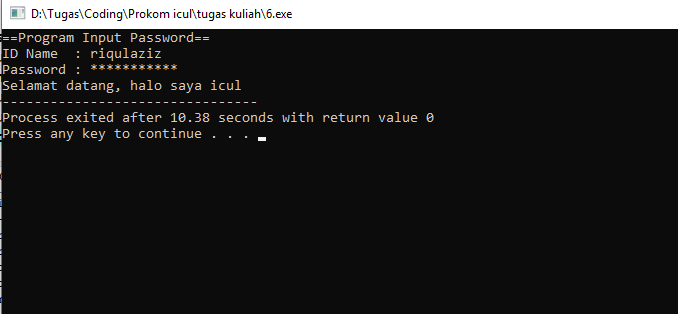 D:\Tugas\Coding\Prokom icul\tugas kuliah\6.exe
==Program Input Password==
ID Name  : riqulaziz
Password : ***********
Selamat datang, halo saya icul
--------------------------------
Process exited after 10.38 seconds with return value 0
Press any key to continue . . .